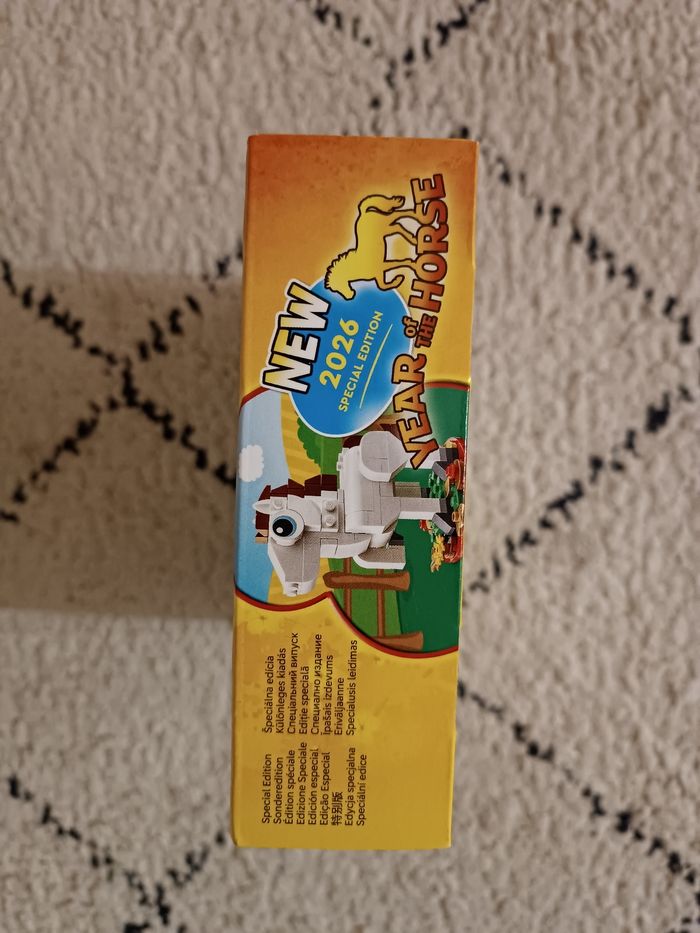 NEW
2026
SPECIAL EDITION
YEAR of
THE HORSE
Special Edition
Sonderedition
Édition spéciale
Edizione Speciale
Edición especial
Edição Especial
特别版
Edycja specjalna
Speciální edice
Špeciálna edícia
Különleges kiadás
Спеціальний випуск
Ediție specială
Специално издание
Īpašais izdevums
Eriväljaanne
Specialusis leidimas